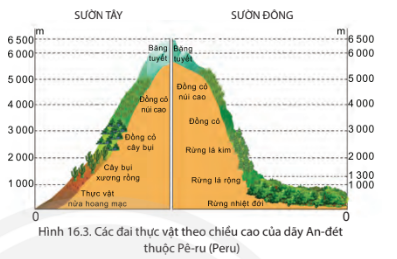 SƯỜN TÂY
SƯỜN ĐÔNG
m
m
6 500
6 000
5 000
4 000
3 000
2 000
1 000
0
Băng tuyết
Đồng cỏ núi cao
Đồng cỏ cây bụi
Cây bụi xương rồng
Thực vật nửa hoang mạc
Băng tuyết
Đồng cỏ núi cao
Đồng cỏ
Rừng lá kim
Rừng lá rộng
Rừng nhiệt đới
6 500
6 000
5 000
4 000
3 000
2 000
1 300
1 000
0
Hình 16.3. Các đai thực vật theo chiều cao của dãy An-đét
thuộc Pê-ru (Peru)